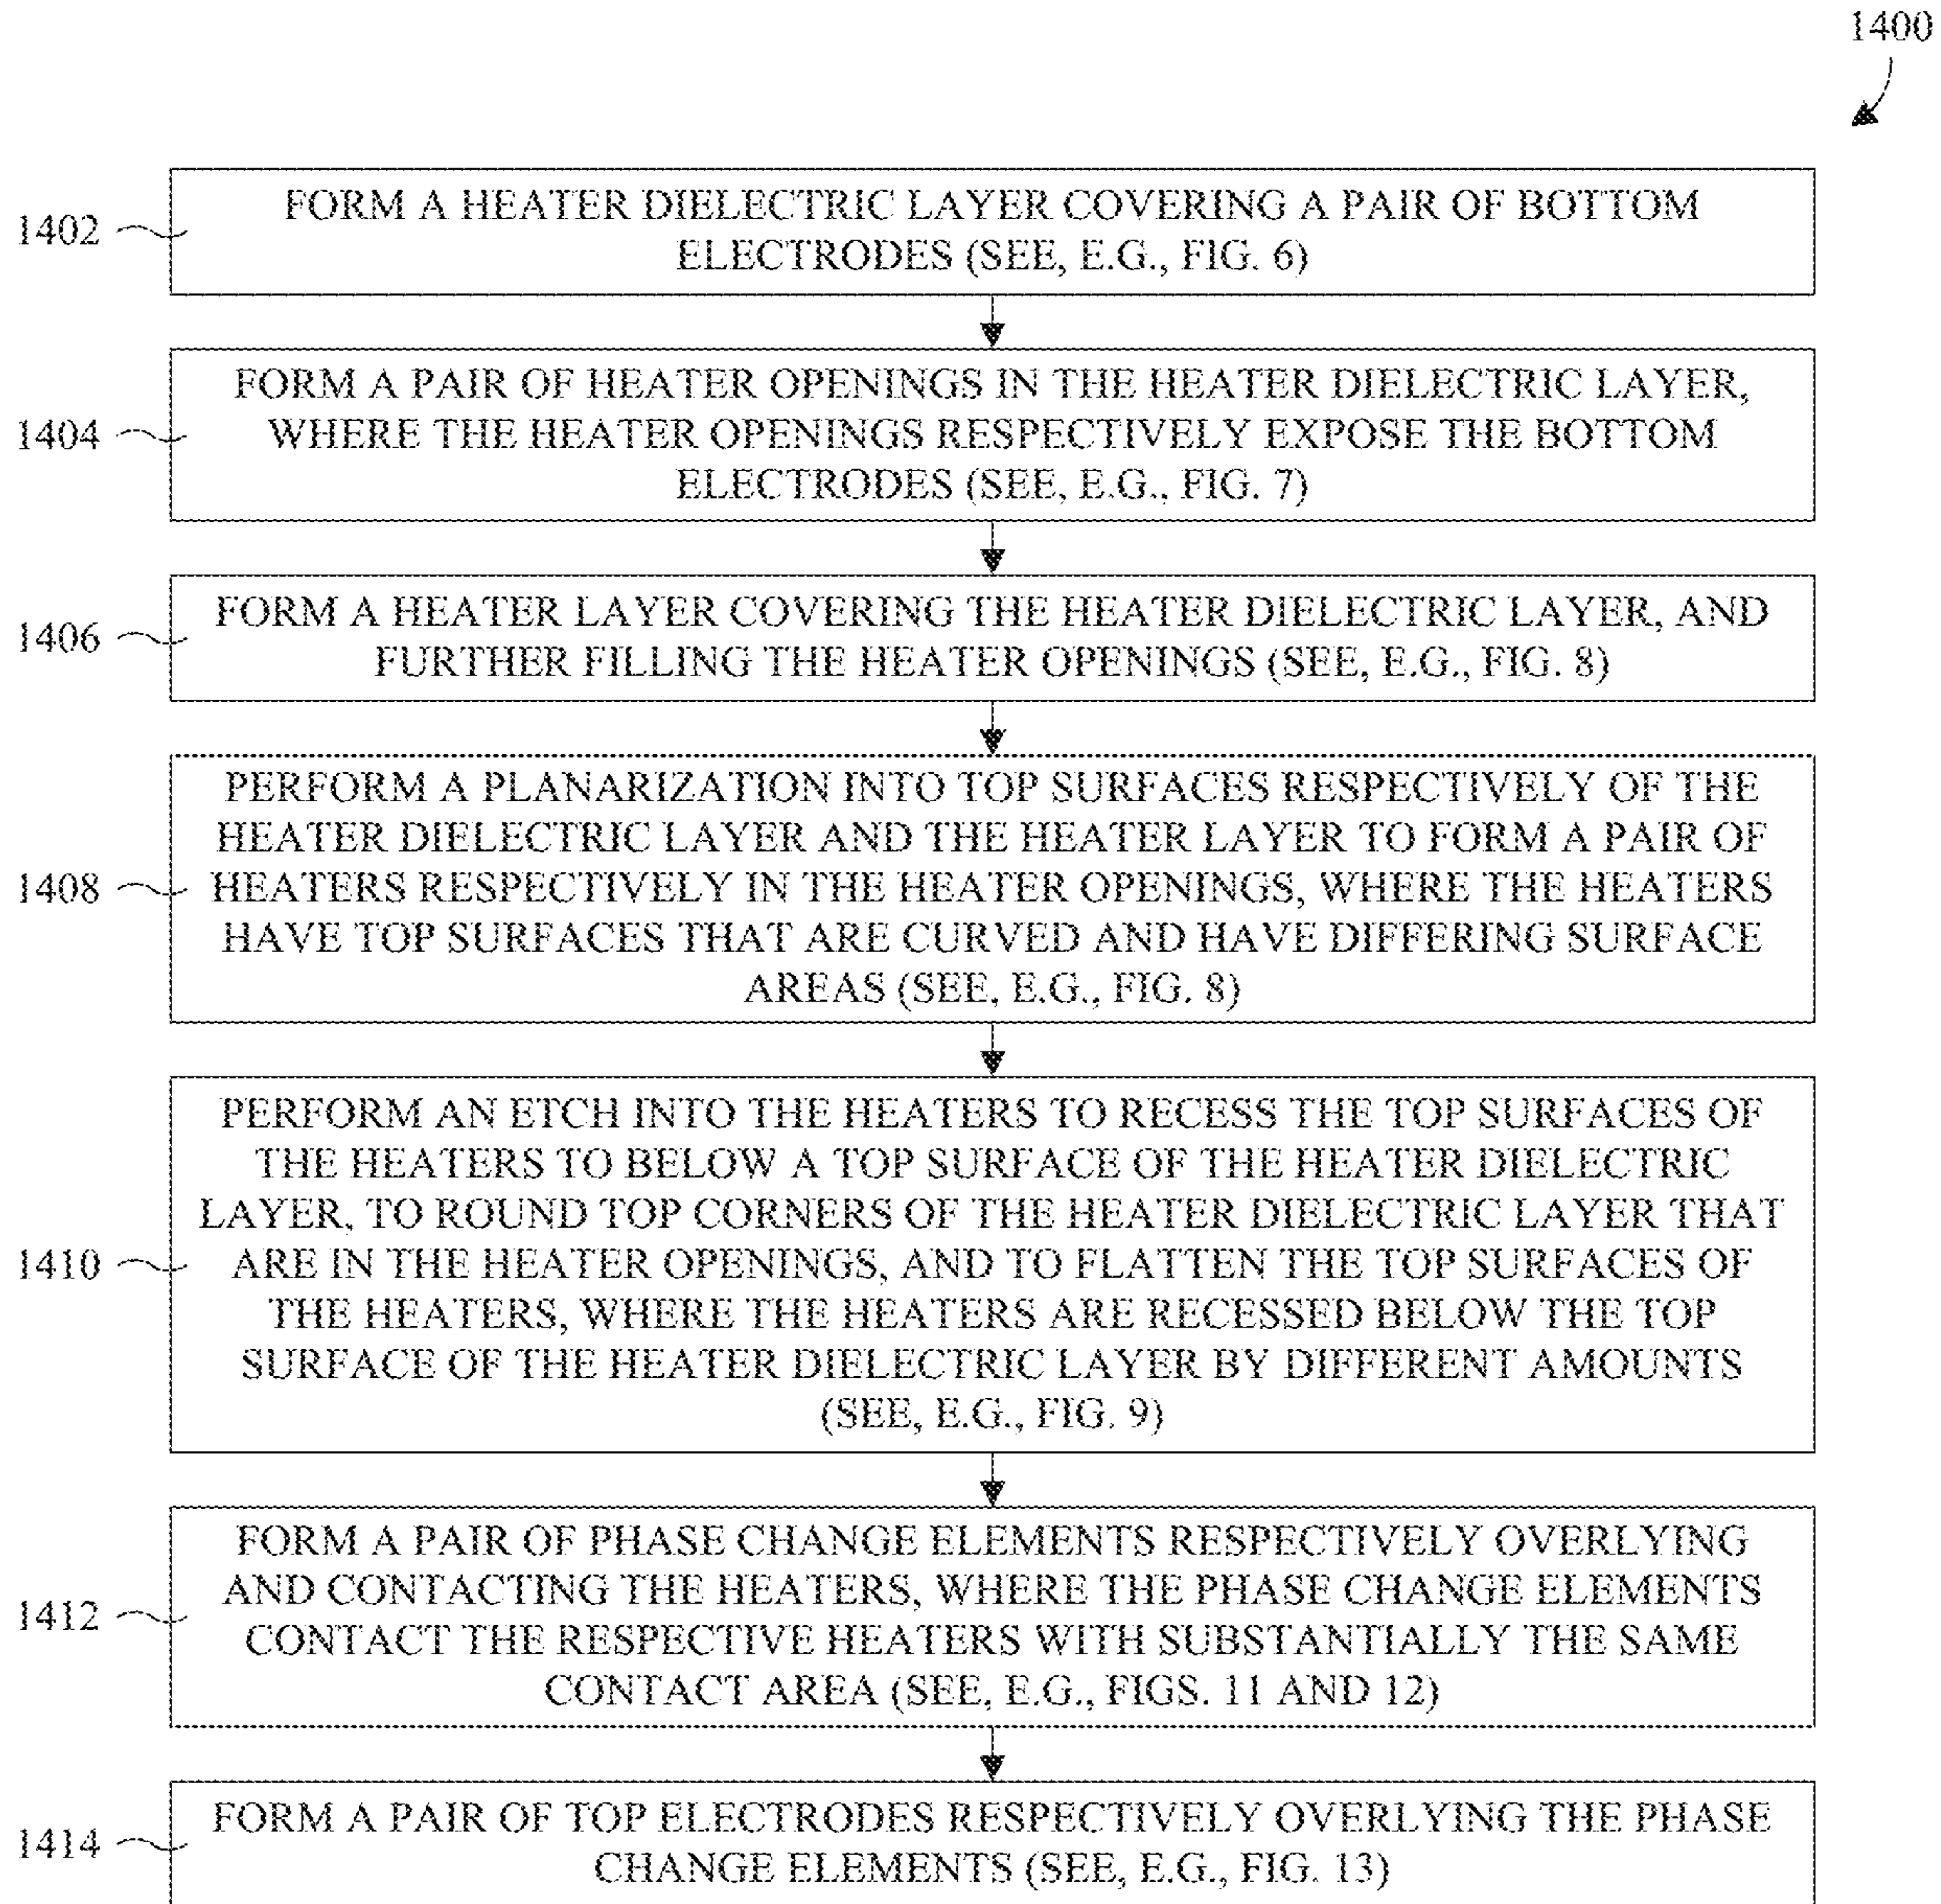 1400
1402
FORM A HEATER DIELECTRIC LAYER COVERING A PAIR OF BOTTOM
ELECTRODES (SEE, E.G., FIG. 6)
1404
FORM A PAIR OF HEATER OPENINGS IN THE HEATER DIELECTRIC LAYER,
WHERE THE HEATER OPENINGS RESPECTIVELY EXPOSE THE BOTTOM
ELECTRODES (SEE, E.G., FIG. 7)
1406
FORM A HEATER LAYER COVERING THE HEATER DIELECTRIC LAYER, AND
FURTHER FILLING THE HEATER OPENINGS (SEE, E.G., FIG. 8)
1408
PERFORM A PLANARIZATION INTO TOP SURFACES RESPECTIVELY OF THE
HEATER DIELECTRIC LAYER AND THE HEATER LAYER TO FORM A PAIR OF
HEATERS RESPECTIVELY IN THE HEATER OPENINGS, WHERE THE HEATERS
HAVE TOP SURFACES THAT ARE CURVED AND HAVE DIFFERING SURFACE
AREAS (SEE, E.G., FIG. 8)
1410
PERFORM AN ETCH INTO THE HEATERS TO RECESS THE TOP SURFACES OF
THE HEATERS TO BELOW A TOP SURFACE OF THE HEATER DIELECTRIC
LAYER, TO ROUND TOP CORNERS OF THE HEATER DIELECTRIC LAYER THAT
ARE IN THE HEATER OPENINGS, AND TO FLATTEN THE TOP SURFACES OF
THE HEATERS, WHERE THE HEATERS ARE RECESSED BELOW THE TOP
SURFACE OF THE HEATER DIELECTRIC LAYER BY DIFFERENT AMOUNTS
(SEE, E.G., FIG. 9)
1412
FORM A PAIR OF PHASE CHANGE ELEMENTS RESPECTIVELY OVERLYING
AND CONTACTING THE HEATERS, WHERE THE PHASE CHANGE ELEMENTS
CONTACT THE RESPECTIVE HEATERS WITH SUBSTANTIALLY THE SAME
CONTACT AREA (SEE, E.G., FIGS. 11 AND 12)
1414
FORM A PAIR OF TOP ELECTRODES RESPECTIVELY OVERLYING THE PHASE
CHANGE ELEMENTS (SEE, E.G., FIG. 13)